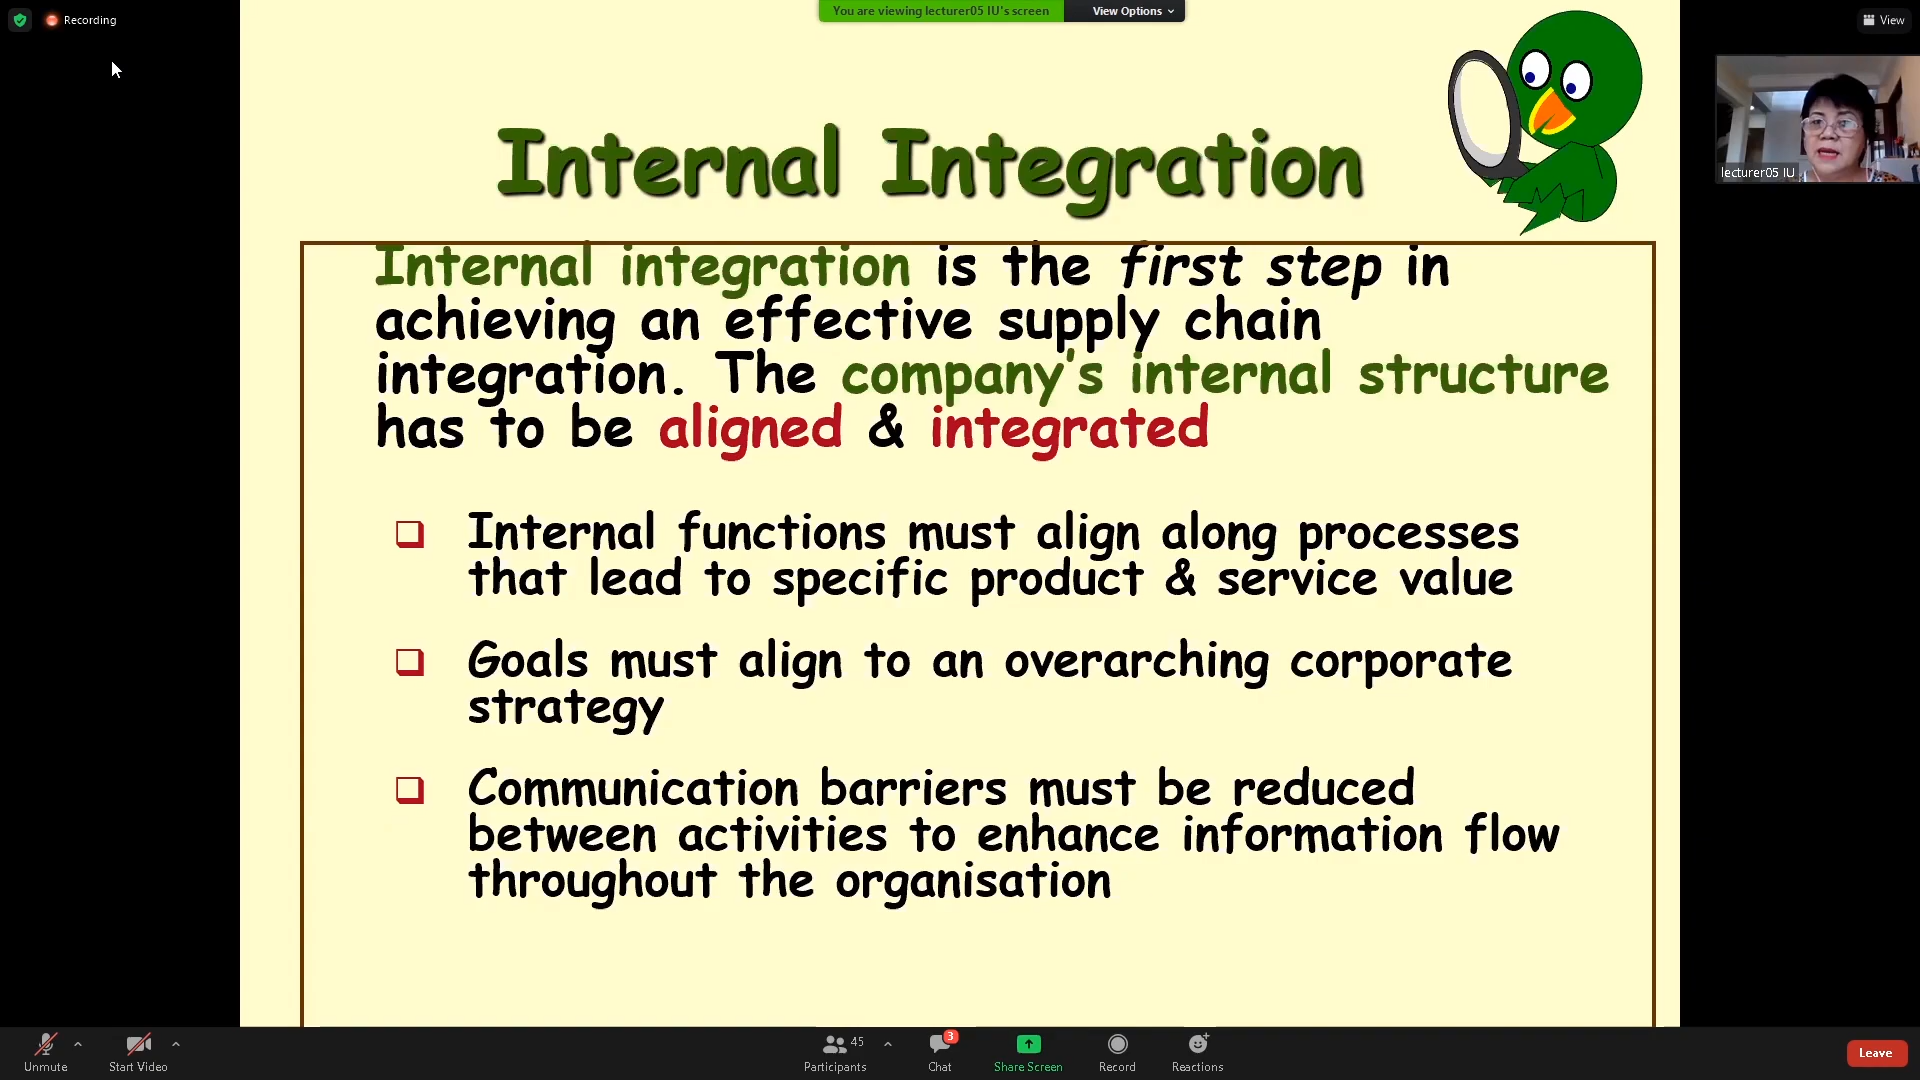 Recording
You are viewing lecturer05 IU's screen
View Options
View
Internal Integration
lecturer05 IU
Internal integration is the first step in
achieving an effective supply chain
integration. The company's internal structure
has to be aligned & integrated
Internal functions must align along processes
that lead to specific product & service value
Goals must align to an overarching corporate
strategy
Communication barriers must be reduced
between activities to enhance information flow
throughout the organisation
Unmute
Start Video
45
Participants
3
Chat
Share Screen
Record
Reactions
Leave